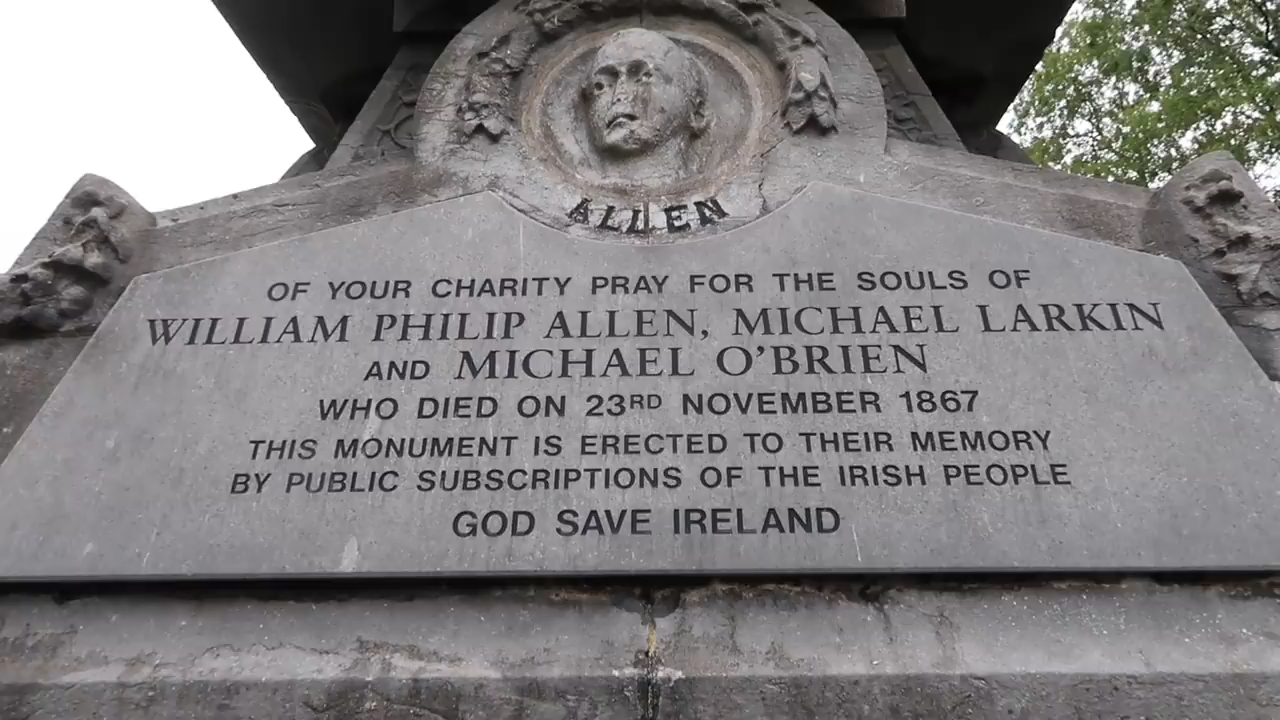 ALLEN
OF YOUR CHARITY PRAY FOR THE SOULS OF
WILLIAM PHILIP ALLEN, MICHAEL LARKIN
AND MICHAEL O'BRIEN
WHO DIED ON 23RD NOVEMBER 1867
THIS MONUMENT IS ERECTED TO THEIR MEMORY
BY PUBLIC SUBSCRIPTIONS OF THE IRISH PEOPLE
GOD SAVE IRELAND